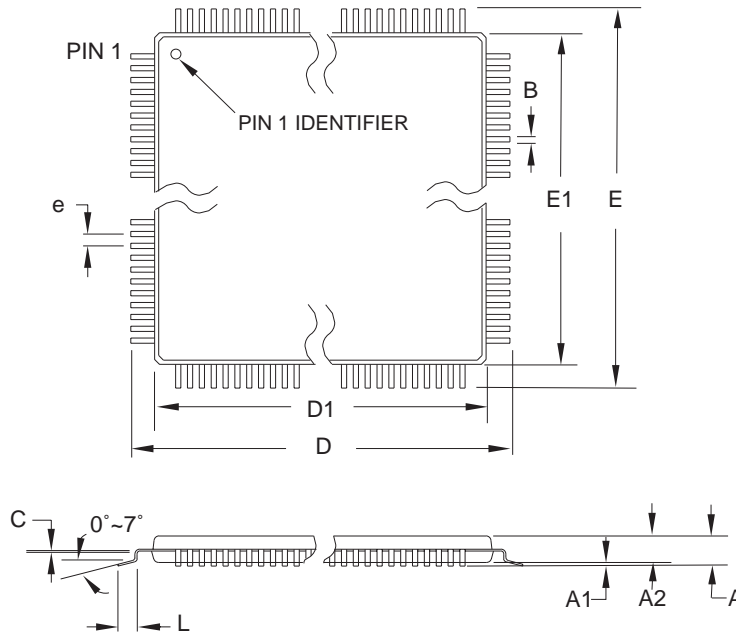 PIN 1
PIN 1 IDENTIFIER
B
e
E1
E
D1
D
C
0°~7°
L
A1
A2
A